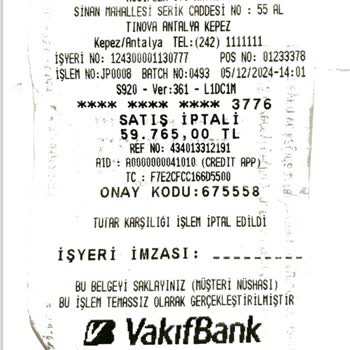 SİNAN MAHALLESİ SERİK CADDESİ NO : 55 AL
TINOVA ANTALYA KEPEZ
Kepez/Antalya TEL:(242) 1111111
İŞYERİ NO: 124300001130777 POS NO: 01233378
İŞLEM NO:JP0008 BATCH NO:0493 05/12/2024-14:01
S920 - Ver:361 - L1DC1M
**** **** **** 3776
SATIŞ İPTALİ
59.765,00 TL
REF NO: 434013312191
AID: A0000000041010 (CREDIT APP)
TC : F7E2CFCC166D5500
ONAY KODU:675558
TUTAR KARŞILIĞI İŞLEM İPTAL EDİLDİ
İŞYERİ İMZASI: _________
BU BELGEYİ SAKLAYINIZ (MÜŞTERİ NÜSHASI)
BU İŞLEM TEMASSIZ OLARAK GERÇEKLEŞTİRİLMİŞTİR
VakıfBank